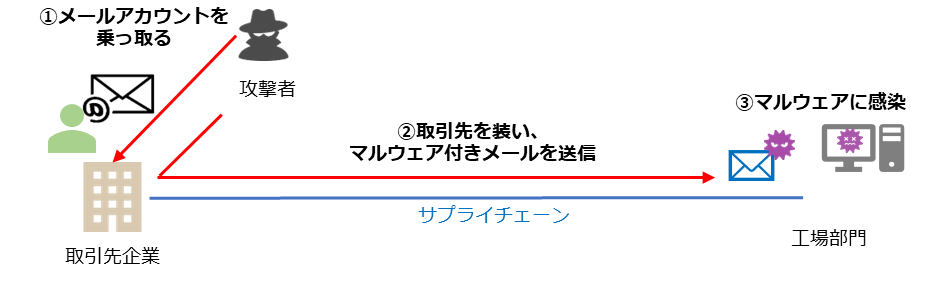 ①メールアカウントを
乗っ取る
攻撃者
②取引先を装い、
マルウェア付きメールを送信
③マルウェアに感染
サプライチェーン
取引先企業
工場部門